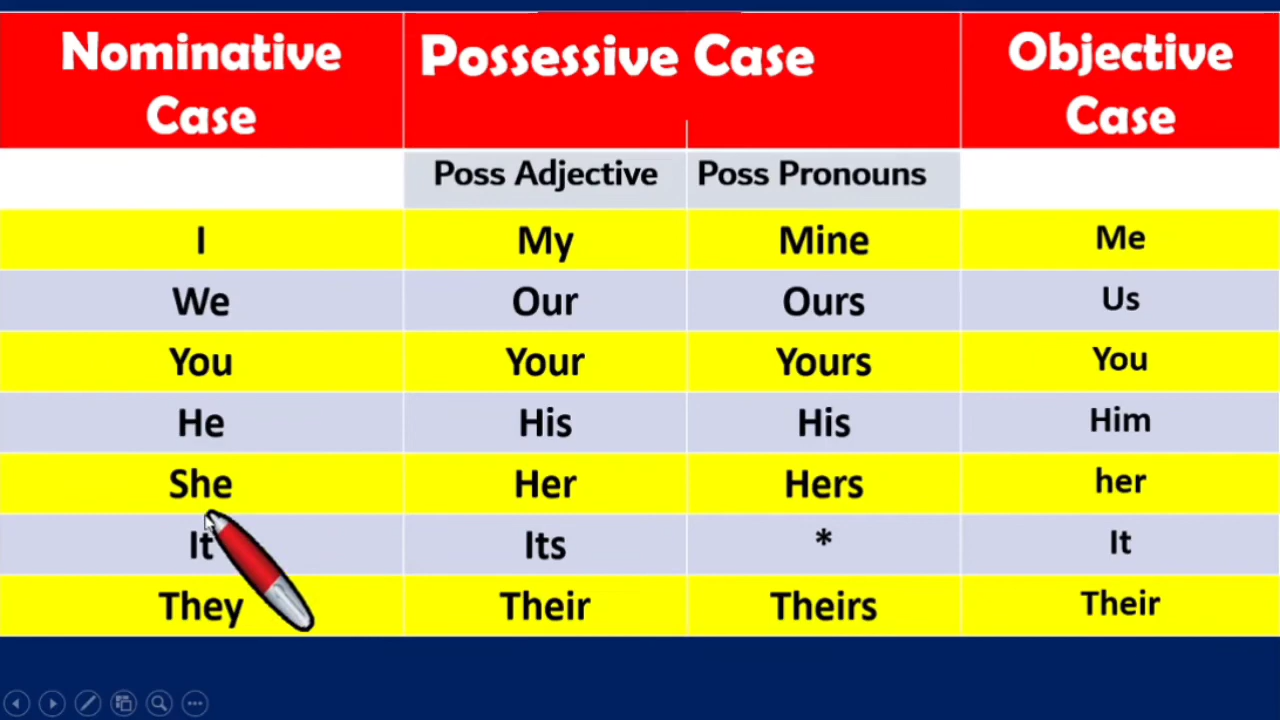 Nominative Case Possessive Case Objective Case
Poss Adjective Poss Pronouns
I My Mine Me
We Our Ours Us
You Your Yours You
He His His Him
She Her Hers her
It Its * It
They Their Theirs Their